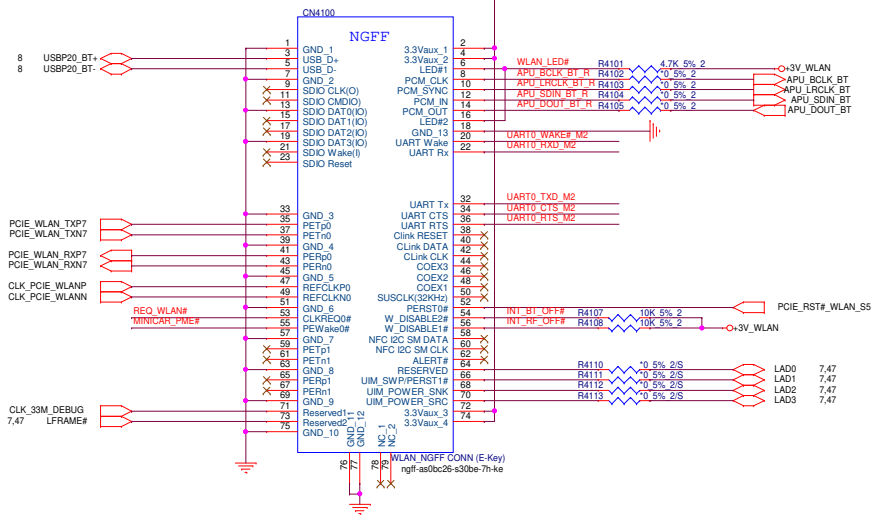 CN4100
NGFF
1 GND_1
8 USBP20_BT+ 3 USB_D+
8 USBP20_BT- 5 USB_D-
7 GND_2
9 SDIO CLK(O)
11 SDIO CMDIO)
13 SDIO DAT0(IO)
15 SDIO DAT1(IO)
17 SDIO DAT2(IO)
19 SDIO DAT3(IO)
21 SDIO Wake(I)
23 SDIO Reset
33 GND_3
PCIE_WLAN_TXP7 35 PETp0
PCIE_WLAN_TXN7 37 PETn0
39 GND_4
PCIE_WLAN_RXP7 41 PERp0
PCIE_WLAN_RXN7 43 PERn0
45 GND_5
CLK_PCIE_WLANP 47 REFCLKP0
CLK_PCIE_WLANN 49 REFCLKN0
51 GND_6
REQ_WLAN# 53 CLKREQ0#
MINICAR_PME# 55 PEWake0#
57 GND_7
59 PETp1
61 PETn1
63 GND_8
65 PERp1
67 PERn1
69 GND_9
CLK_33M_DEBUG 71 Reserved1
7,47 LFRAME# 73 Reserved2
75 GND_10
3.3Vaux_1 2
3.3Vaux_2 4
LED#1 6 WLAN_LED# R4101 4.7K 5% 2 +3V_WLAN
PCM_CLK 8 APU_BCLK_BT_R R4102 *0_5%_2 APU_BCLK_BT
PCM_SYNC 10 APU_LRCLK_BT_R R4103 *0_5%_2 APU_LRCLK_BT
PCM_IN 12 APU_SDIN_BT_R R4104 *0_5%_2 APU_SDIN_BT
PCM_OUT 14 APU_DOUT_BT_R R4105 *0_5%_2 APU_DOUT_BT
LED#2 16
GND_13 18
UART Wake 20 UART0_WAKE#_M2
UART Rx 22 UART0_RXD_M2
UART Tx 32 UART0_TXD_M2
UART CTS 34 UART0_CTS_M2
UART RTS 36 UART0_RTS_M2
Clink RESET 38
CLink DATA 40
CLink CLK 42
COEX3 44
COEX2 46
COEX1 48
SUSCLK(32KHz) 50
PERST0# 52 PCIE_RST#_WLAN_S5
W_DISABLE2# 54 INT_BT_OFF# R4107 10K 5% 2
W_DISABLE1# 56 INT_RF_OFF# R4108 10K 5% 2 +3V_WLAN
NFC I2C SM DATA 58
NFC I2C SM CLK 60
ALERT# 62
RESERVED 64 R4110 *0_5%_2/S LAD0 7,47
UIM_SWP/PERST1# 66 R4111 *0_5%_2/S LAD1 7,47
UIM_POWER_SNK 68 R4112 *0_5%_2/S LAD2 7,47
UIM_POWER_SRC 70 R4113 *0_5%_2/S LAD3 7,47
3.3Vaux_3 72
3.3Vaux_4 74
GND_11 GND_12 NC_1 NC_2
76 77 78 79
WLAN_NGFF CONN (E-Key)
ngff-as0bc26-s30be-7h-ke